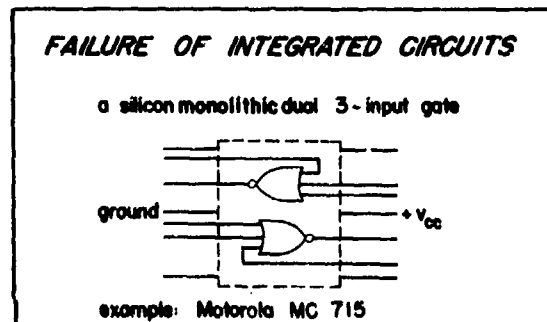 FAILURE OF INTEGRATED CIRCUITS
a silicon monolithic dual 3-input gate
ground
+ Vcc
example: Motorola MC 715